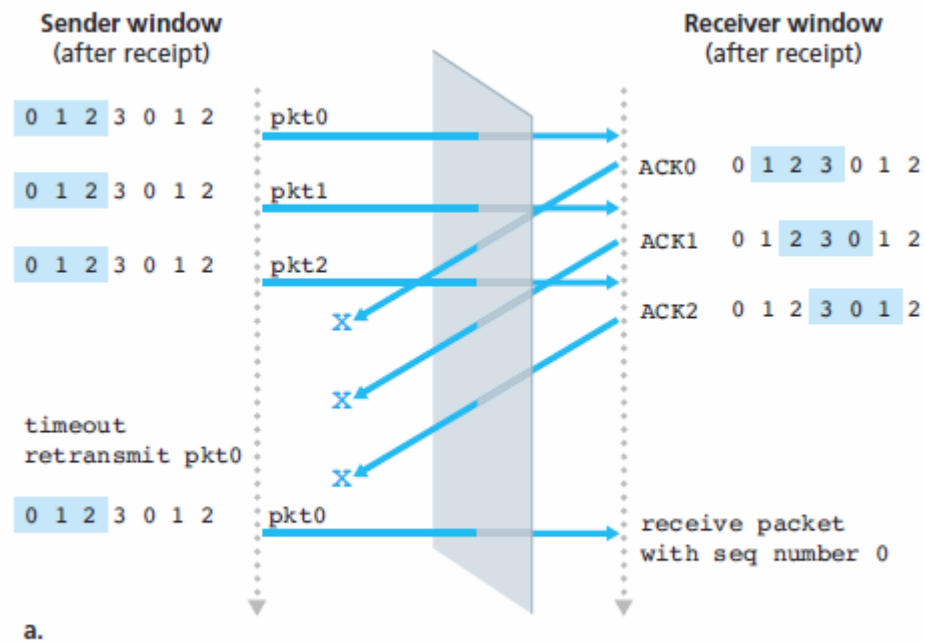 Sender window
(after receipt)
Receiver window
(after receipt)
0 1 2 3 0 1 2
pkt0
ACK0 0 1 2 3 0 1 2
0 1 2 3 0 1 2
pkt1
ACK1 0 1 2 3 0 1 2
0 1 2 3 0 1 2
pkt2
ACK2 0 1 2 3 0 1 2
x
x
x
timeout
retransmit pkt0
0 1 2 3 0 1 2
pkt0
receive packet
with seq number 0
a.